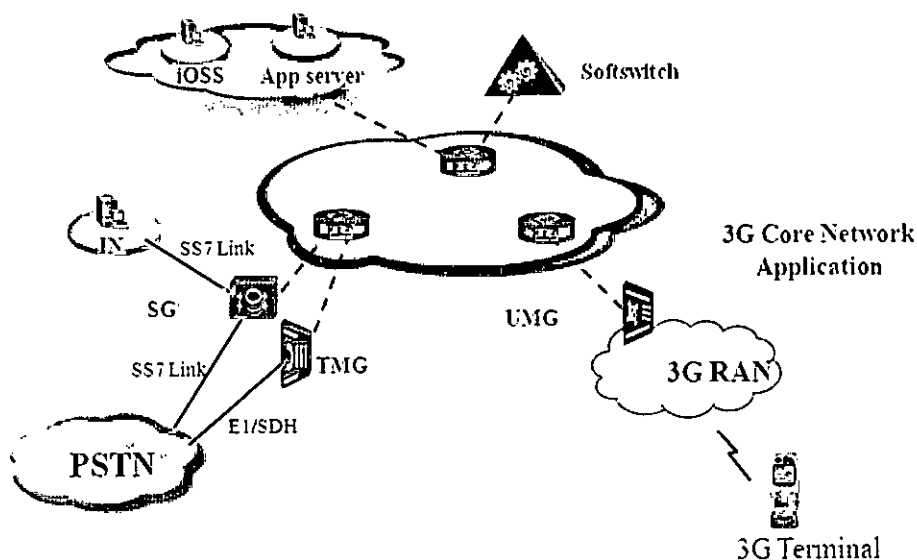 iOSS
App server
Softswitch
IN
SS7 Link
3G Core Network
Application
SG
UMG
TMG
SS7 Link
3G RAN
E1/SDH
PSTN
3G Terminal